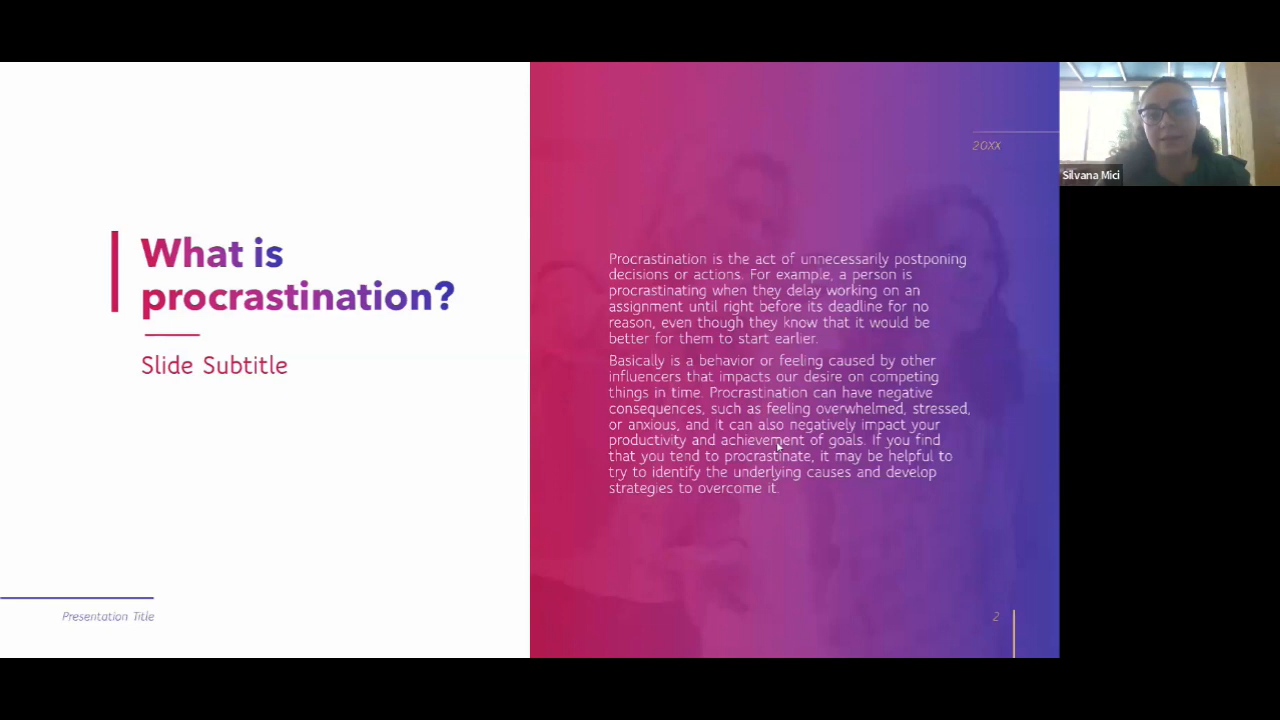 What is
procrastination?
Slide Subtitle
Presentation Title
20XX
Procrastination is the act of unnecessarily postponing
decisions or actions. For example, a person is
procrastinating when they delay working on an
assignment until right before its deadline for no
reason, even though they know that it would be
better for them to start earlier.
Basically is a behavior or feeling caused by other
influencers that impacts our desire on competing
things in time. Procrastination can have negative
consequences, such as feeling overwhelmed, stressed,
or anxious, and it can also negatively impact your
productivity and achievement of goals. If you find
that you tend to procrastinate, it may be helpful to
try to identify the underlying causes and develop
strategies to overcome it.
2
Silvana Mici